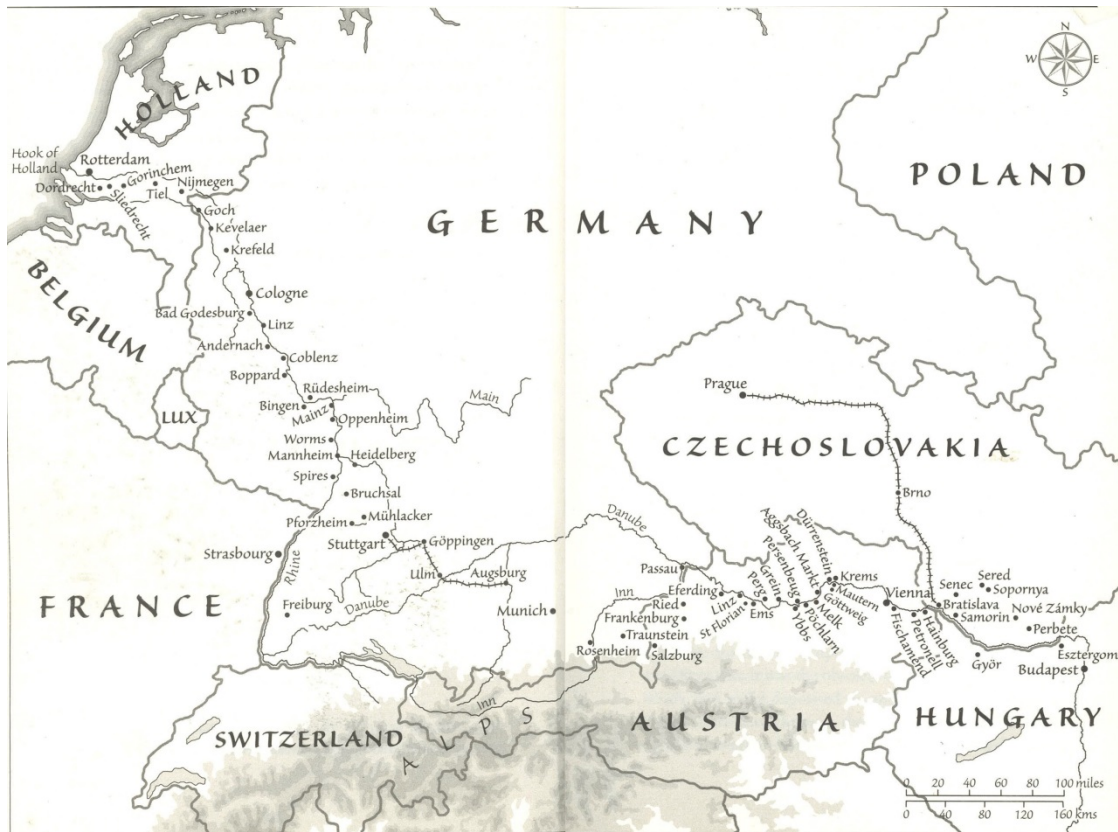 N
W
E
S
HOLLAND
Hook of
Holland
Rotterdam
Dordrecht
Sliedrecht
Gorinchem
Tiel
Nijmegen
Goch
Kevelaer
Krefeld
POLAND
GERMANY
BELGIUM
Cologne
Bad Godesburg
Linz
Andernach
Coblenz
Boppard
Rüdesheim
Bingen
Mainz
Main
LUX
Oppenheim
Worms
Mannheim
Heidelberg
Spires
Bruchsal
Mühlacker
Pforzheim
Stuttgart
Göppingen
Strasbourg
Rhine
Ulm
Augsburg
Danube
Danube
FRANCE
Freiburg
Munich
Prague
CZECHOSLOVAKIA
Brno
Passau
Inn
Ried
Frankenburg
Traunstein
Rosenheim
Salzburg
Eferding
Linz
St Florian
Ems
Perg
Grein
Persenbeug
Ybbs
Pöchlarn
Melk
Aggsbach Markt
Göttweig
Mautern
Dürrenstein
Krems
Vienna
Fischamend
Petronell
Hainburg
Bratislava
Senec
Sered
Sopornya
Samorin
Nové Zámky
Perbete
Györ
Esztergom
Budapest
Inn
ALPS
SWITZERLAND
AUSTRIA
HUNGARY
0 20 40 60 80 100 miles
0 40 80 120 160 kms